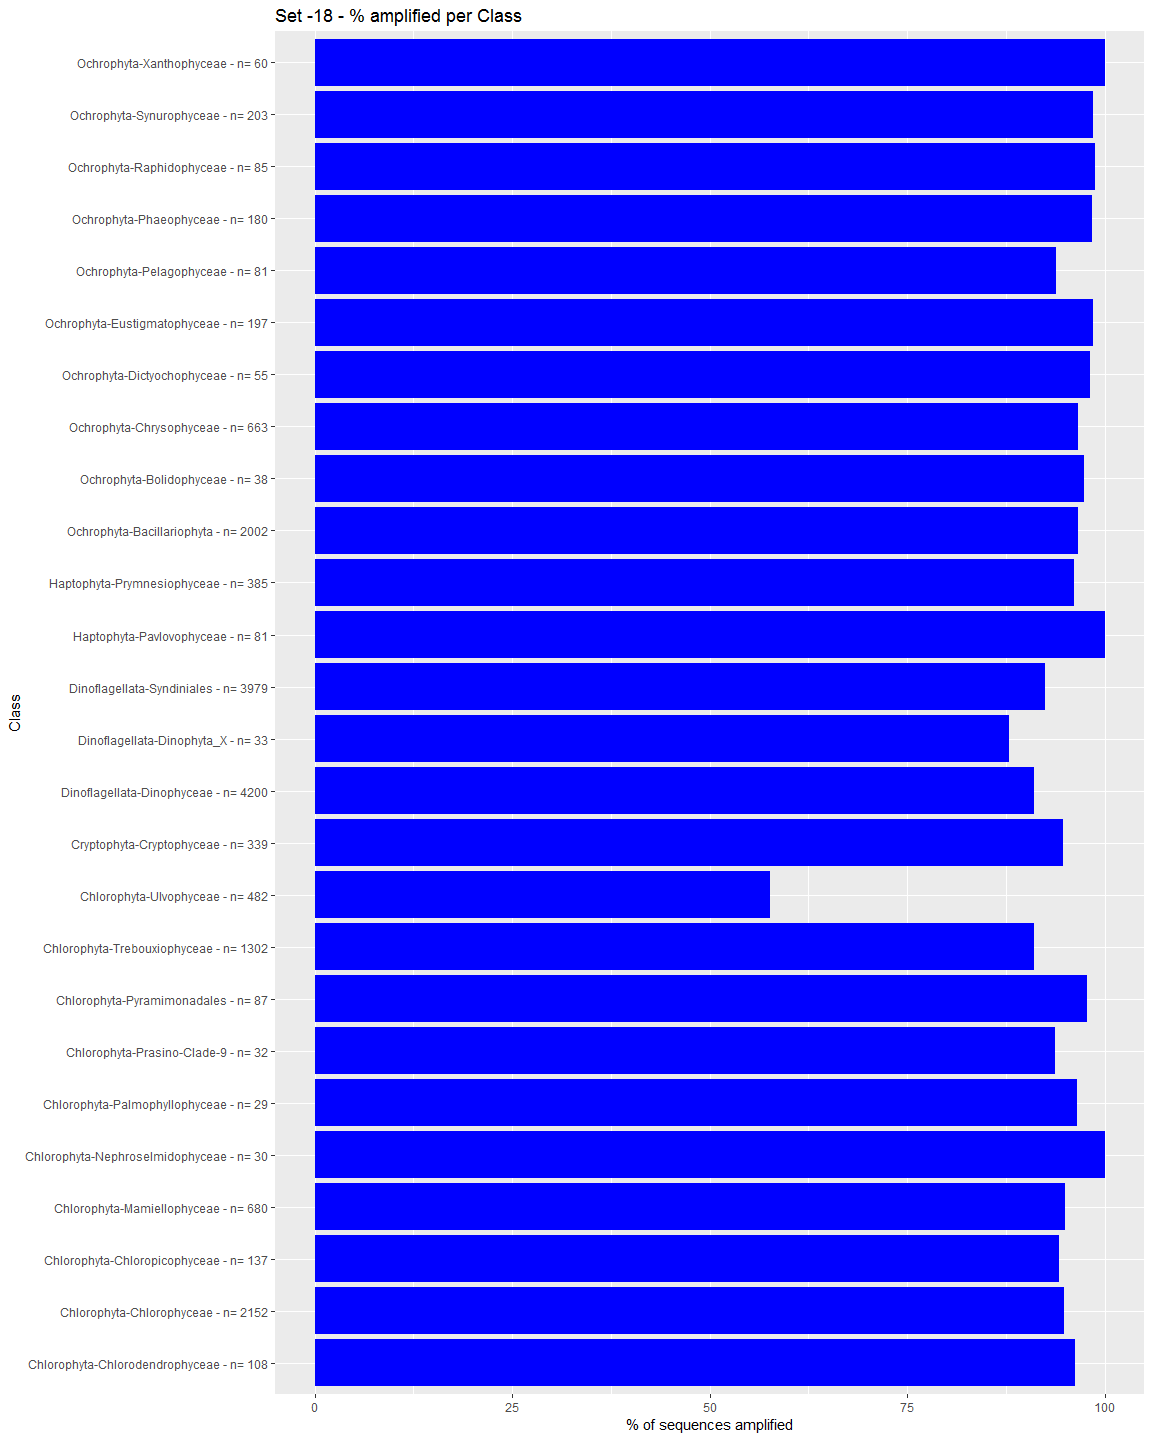 Set -18 - % amplified per Class
Ochrophyta-Xanthophyceae - n= 60
Ochrophyta-Synurophyceae - n= 203
Ochrophyta-Raphidophyceae - n= 85
Ochrophyta-Phaeophyceae - n= 180
Ochrophyta-Pelagophyceae - n= 81
Ochrophyta-Eustigmatophyceae - n= 197
Ochrophyta-Dictyochophyceae - n= 55
Ochrophyta-Chrysophyceae - n= 663
Ochrophyta-Bolidophyceae - n= 38
Ochrophyta-Bacillariophyta - n= 2002
Haptophyta-Prymnesiophyceae - n= 385
Haptophyta-Pavlovophyceae - n= 81
Dinoflagellata-Syndiniales - n= 3979
Dinoflagellata-Dinophyta_X - n= 33
Dinoflagellata-Dinophyceae - n= 4200
Cryptophyta-Cryptophyceae - n= 339
Chlorophyta-Ulvophyceae - n= 482
Chlorophyta-Trebouxiophyceae - n= 1302
Chlorophyta-Pyramimonadales - n= 87
Chlorophyta-Prasino-Clade-9 - n= 32
Chlorophyta-Palmophyllophyceae - n= 29
Chlorophyta-Nephroselmidophyceae - n= 30
Chlorophyta-Mamiellophyceae - n= 680
Chlorophyta-Chloropicophyceae - n= 137
Chlorophyta-Chlorophyceae - n= 2152
Chlorophyta-Chlorodendrophyceae - n= 108
Class
0 25 50 75 100
% of sequences amplified